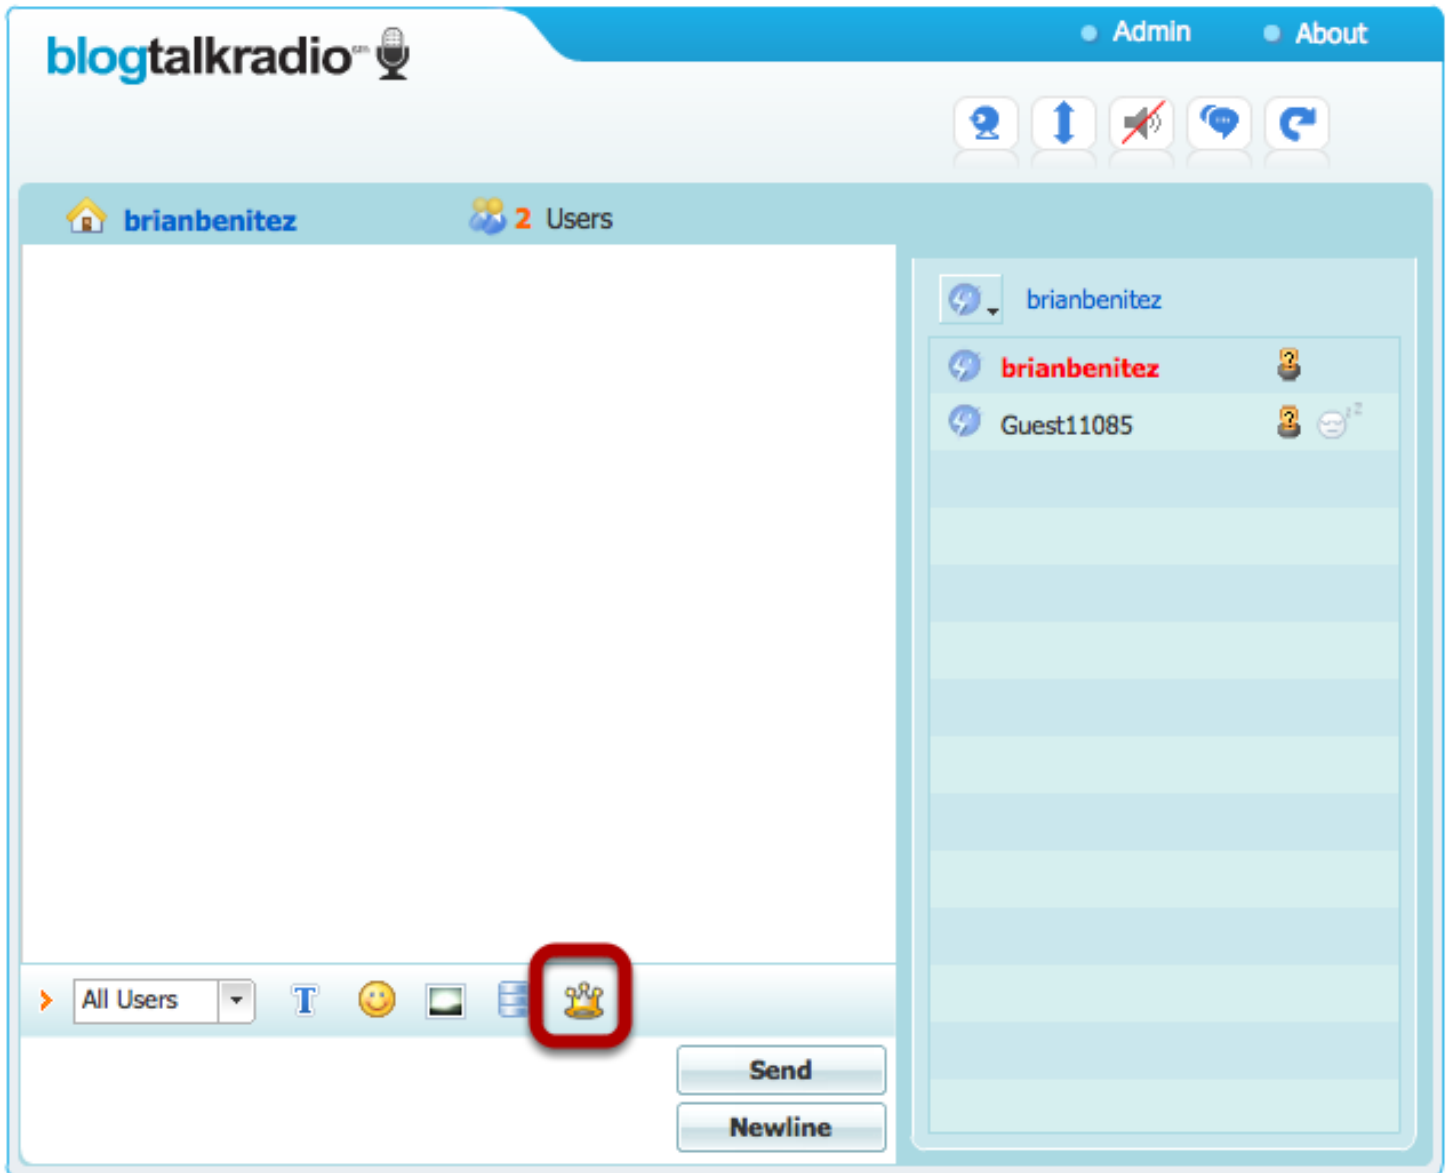 blogtalkradio
Admin
About
brianbenitez
2 Users
brianbenitez
brianbenitez
Guest11085
All Users
T
Send
Newline